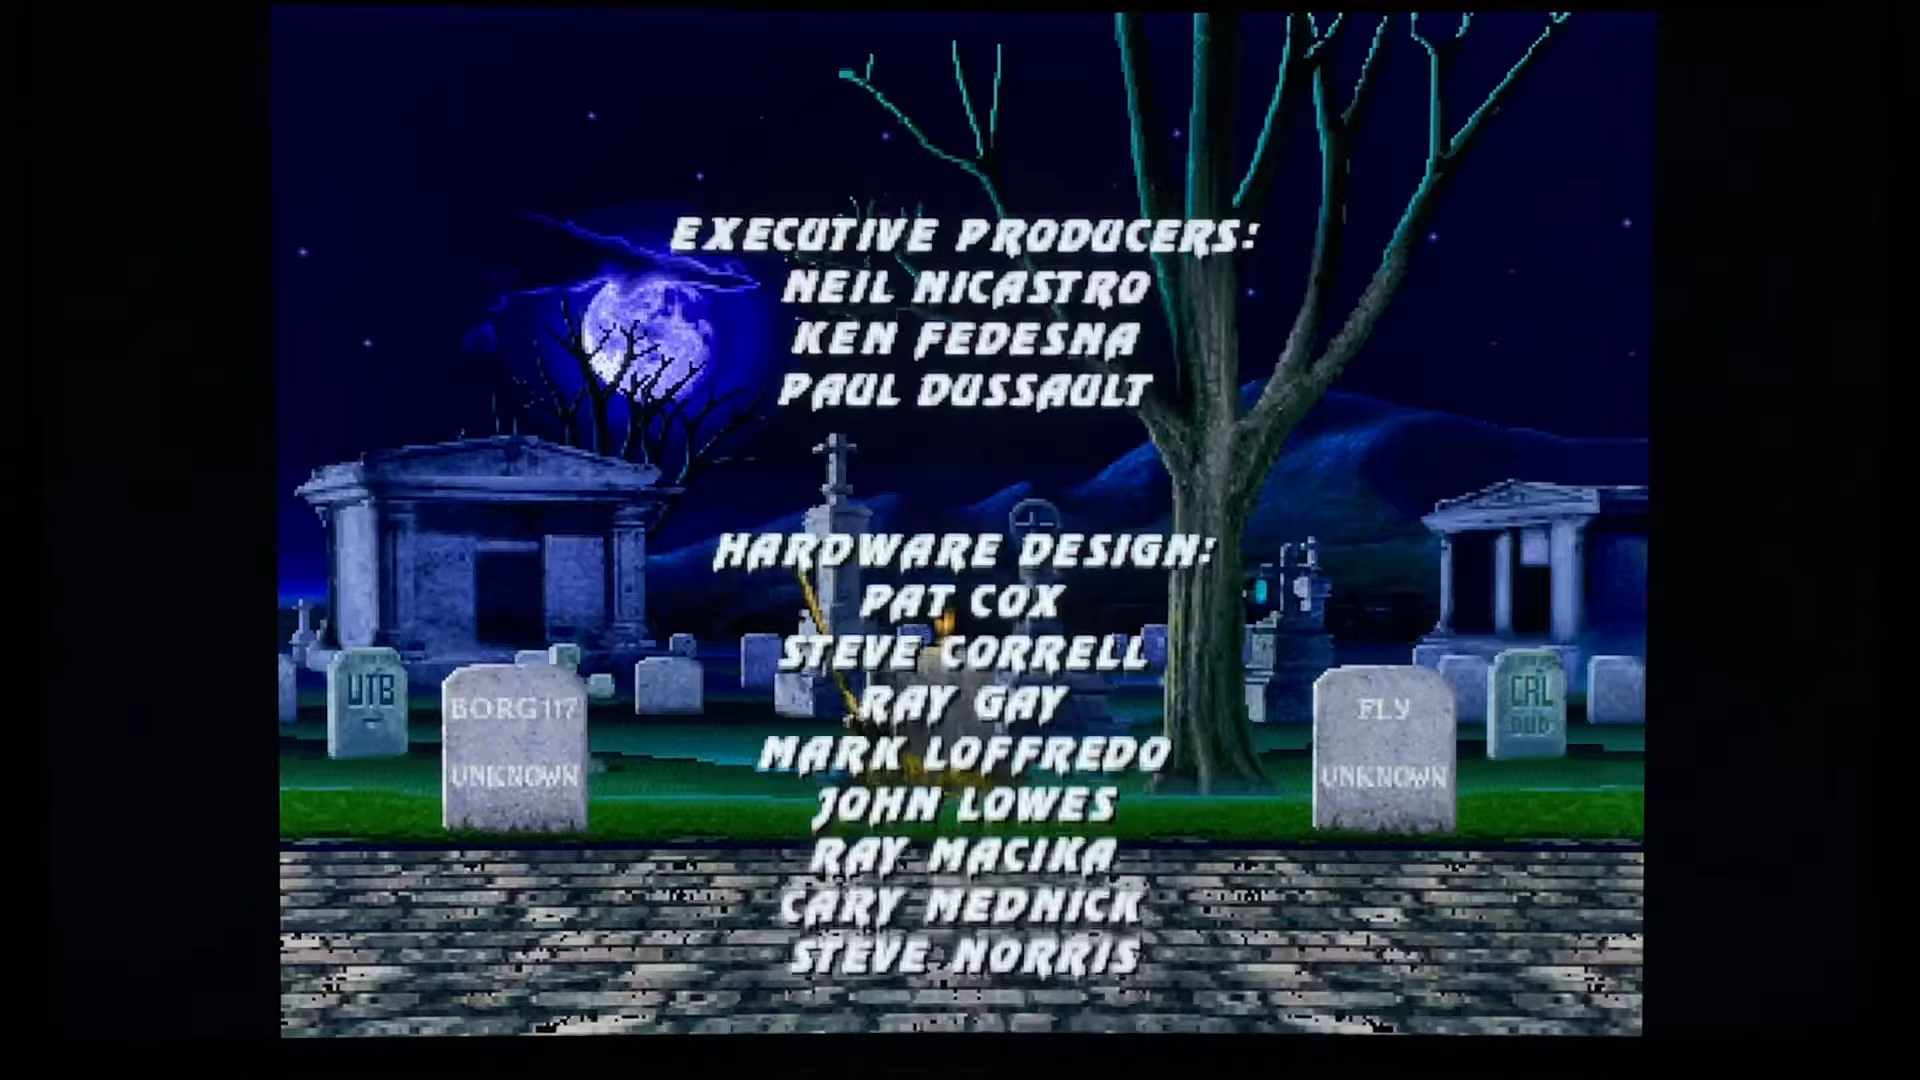 EXECUTIVE PRODUCERS:
NEIL NICASTRO
KEN FEDESNA
PAUL DUSSAULT
HARDWARE DESIGN:
PAT COX
STEVE CORRELL
RAY GAY
MARK LOFFREDO
JOHN LOWES
RAY MACIKA
CARY MEDNICK
STEVE NORRIS
UTB
BORG117
UNKNOWN
FLY
UNKNOWN
CRL